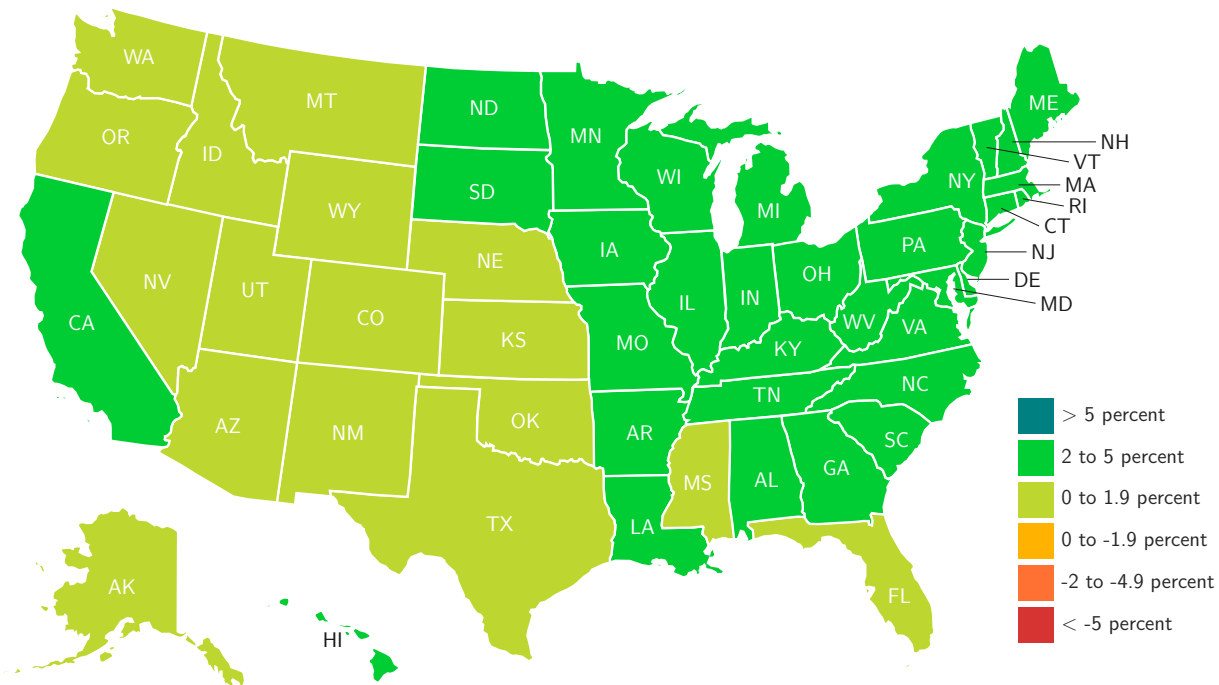 WA
MT
ND
MN
ME
OR
ID
NH
VT
WI
SD
NY
MA
RI
WY
MI
CT
IA
PA
NJ
NE
OH
DE
NV
UT
IN
MD
IL
CO
CA
WV
VA
KS
MO
KY
NC
TN
> 5 percent
OK
AZ
NM
AR
SC
2 to 5 percent
GA
MS
AL
0 to 1.9 percent
TX
LA
0 to -1.9 percent
AK
-2 to -4.9 percent
FL
< -5 percent
HI